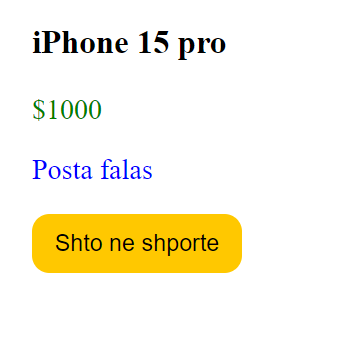 iPhone 15 pro
$1000
Posta falas
Shto ne shporte